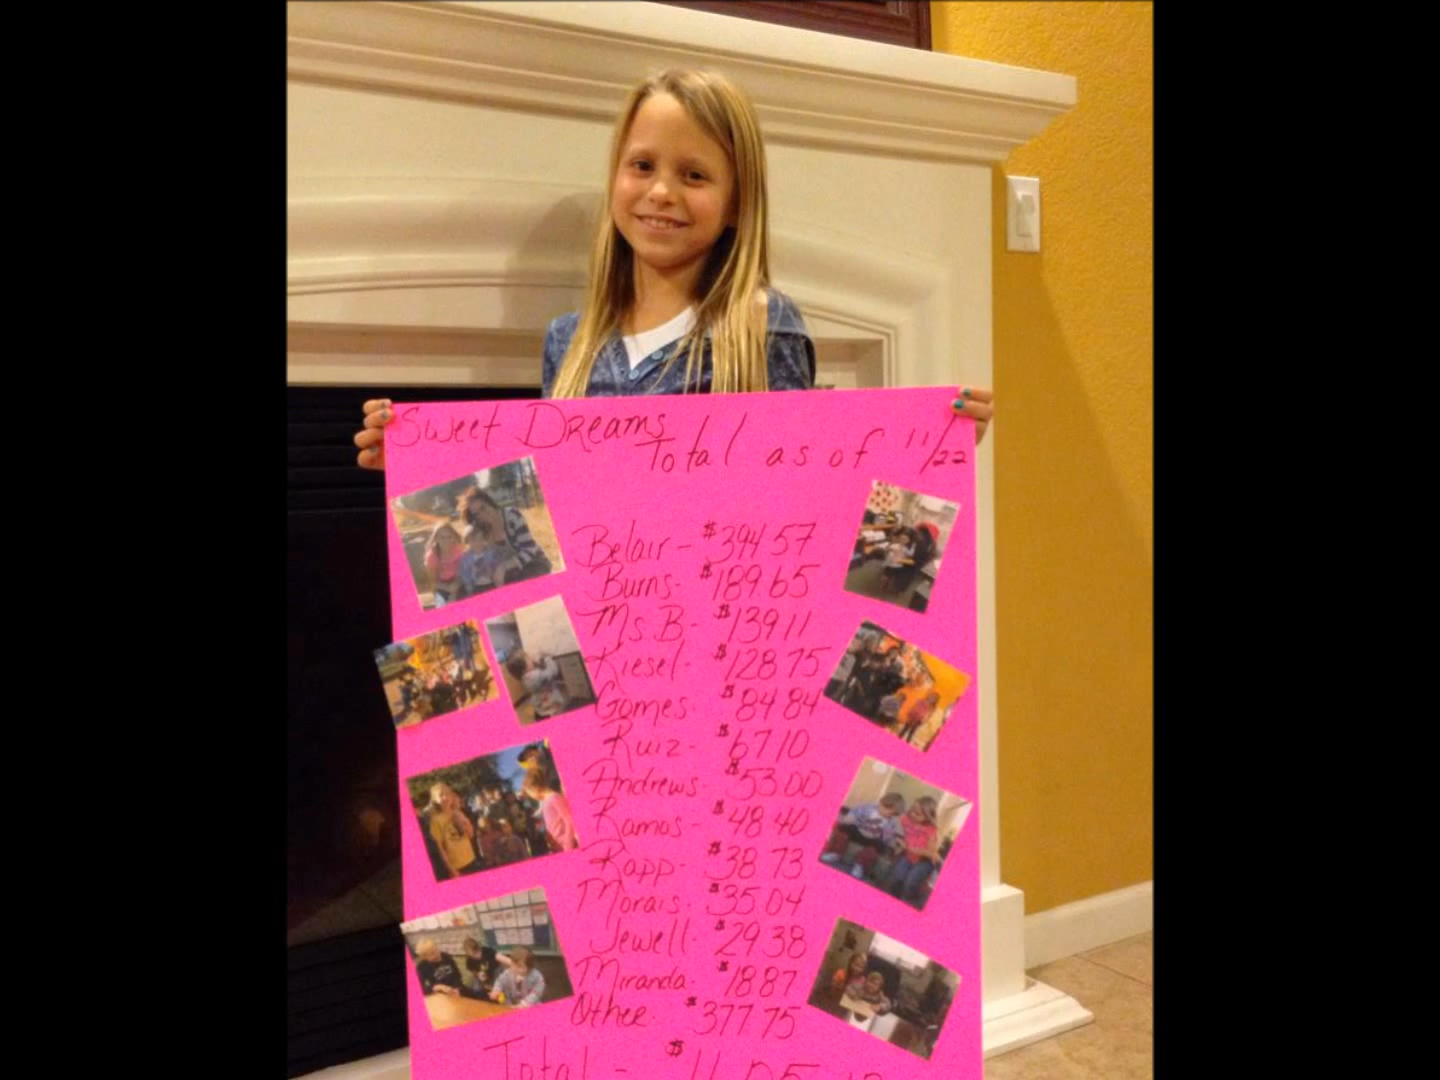 Sweet Dreams
Total as of 11/22
Belair - $394 57
Burns - $189.65
Ms. B - $139 11
Kiesel - $128 75
Gomes - $84 84
Ruiz - $67 10
Andrews - $53 00
Ramos - $48 40
Rapp - $38 73
Morais - $35 04
Jewell - $29 38
Miranda - $18 87
Other - $377 75
Total - $